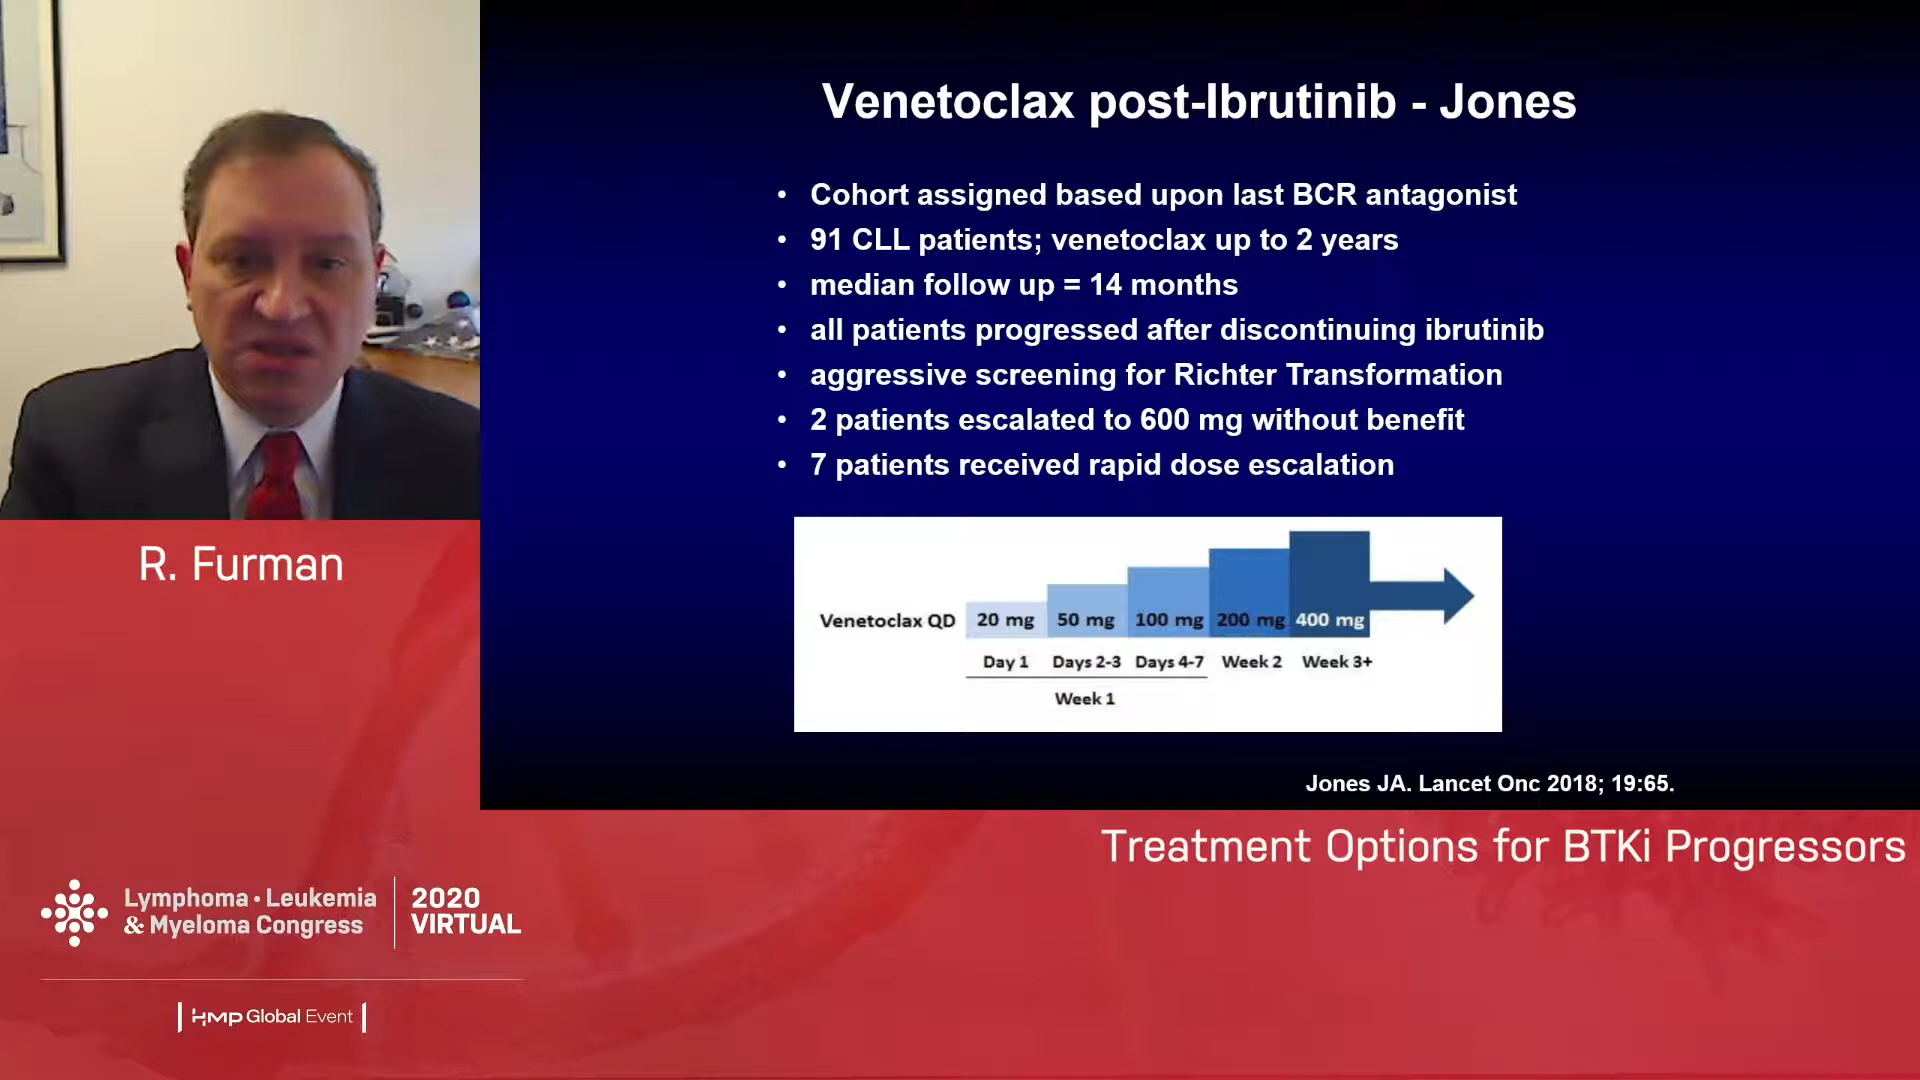 Venetoclax post-Ibrutinib - Jones
• Cohort assigned based upon last BCR antagonist
• 91 CLL patients; venetoclax up to 2 years
• median follow up = 14 months
• all patients progressed after discontinuing ibrutinib
• aggressive screening for Richter Transformation
• 2 patients escalated to 600 mg without benefit
• 7 patients received rapid dose escalation
Venetoclax QD 20 mg 50 mg 100 mg 200 mg 400 mg
Day 1 Days 2-3 Days 4-7 Week 2 Week 3+
Week 1
Jones JA. Lancet Onc 2018; 19:65.
R. Furman
Treatment Options for BTKi Progressors
Lymphoma • Leukemia
& Myeloma Congress
2020
VIRTUAL
HMP Global Event